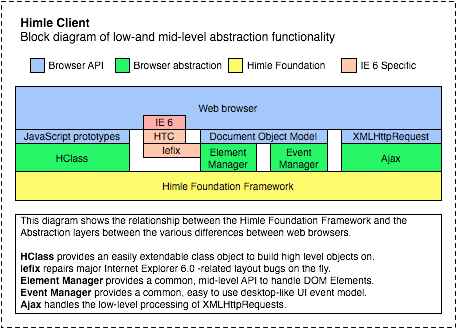 Himle Client
Block diagram of low-and mid-level abstraction functionality
Browser API
Browser abstraction
Himle Foundation
IE 6 Specific
Web browser
IE 6
JavaScript prototypes
HTC
Document Object Model
XMLHttpRequest
HClass
Iefix
Element
Manager
Event
Manager
Ajax
Himle Foundation Framework
This diagram shows the relationship between the Himle Foundation Framework and the
Abstraction layers between the various differences between web browsers.
HClass provides an easily extendable class object to build high level objects on.
Iefix repairs major Internet Explorer 6.0 -related layout bugs on the fly.
Element Manager provides a common, mid-level API to handle DOM Elements.
Event Manager provides a common, easy to use desktop-like UI event model.
Ajax handles the low-level processing of XMLHttpRequests.